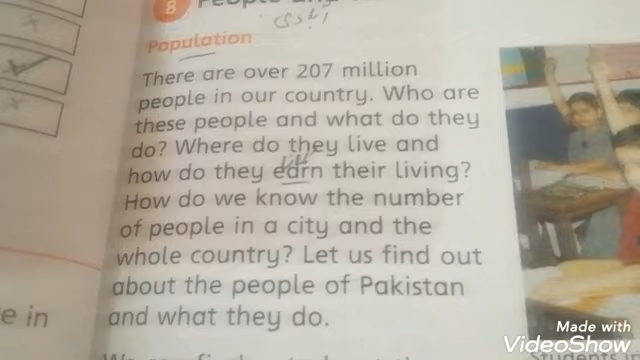 8
آبادی
Population
There are over 207 million
people in our country. Who are
these people and what do they
do? Where do they live and
how do they earn their living?
How do we know the number
of people in a city and the
whole country? Let us find out
about the people of Pakistan
and what they do.
e in
Made with
VideoShow